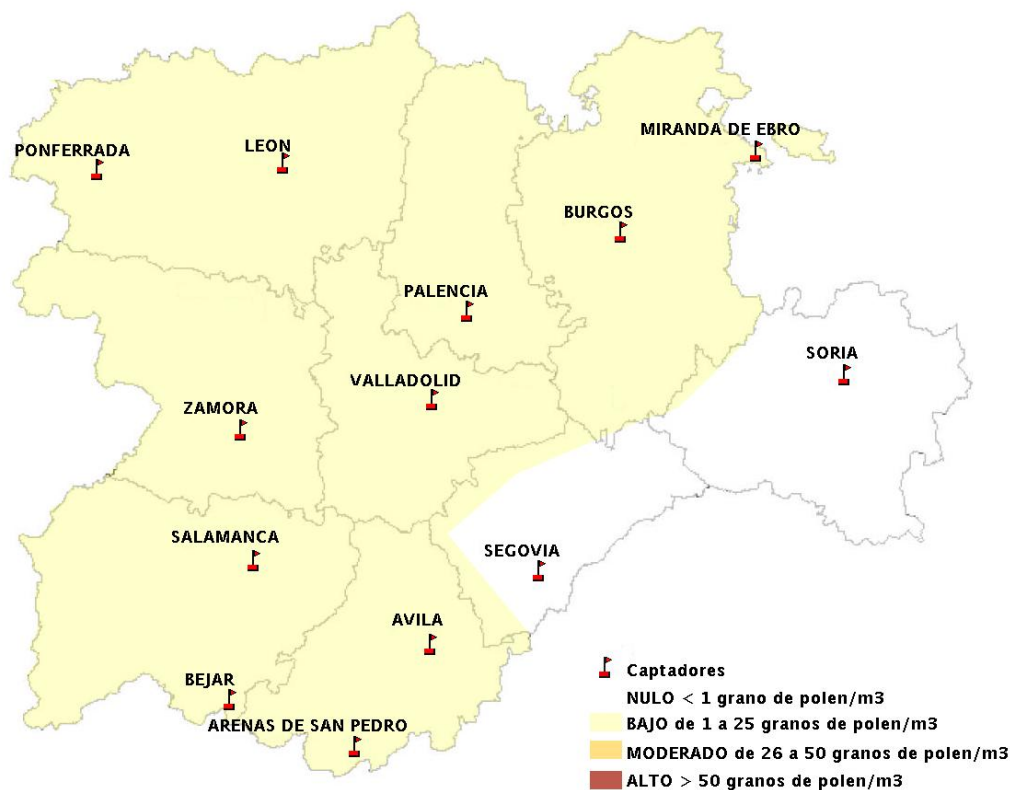 MIRANDA DE EBRO
PONFERRADA
LEON
BURGOS
PALENCIA
SORIA
VALLADOLID
ZAMORA
SALAMANCA
SEGOVIA
AVILA
BEJAR
ARENAS DE SAN PEDRO
Captadores
NULO < 1 grano de polen/m3
BAJO de 1 a 25 granos de polen/m3
MODERADO de 26 a 50 granos de polen/m3
ALTO > 50 granos de polen/m3